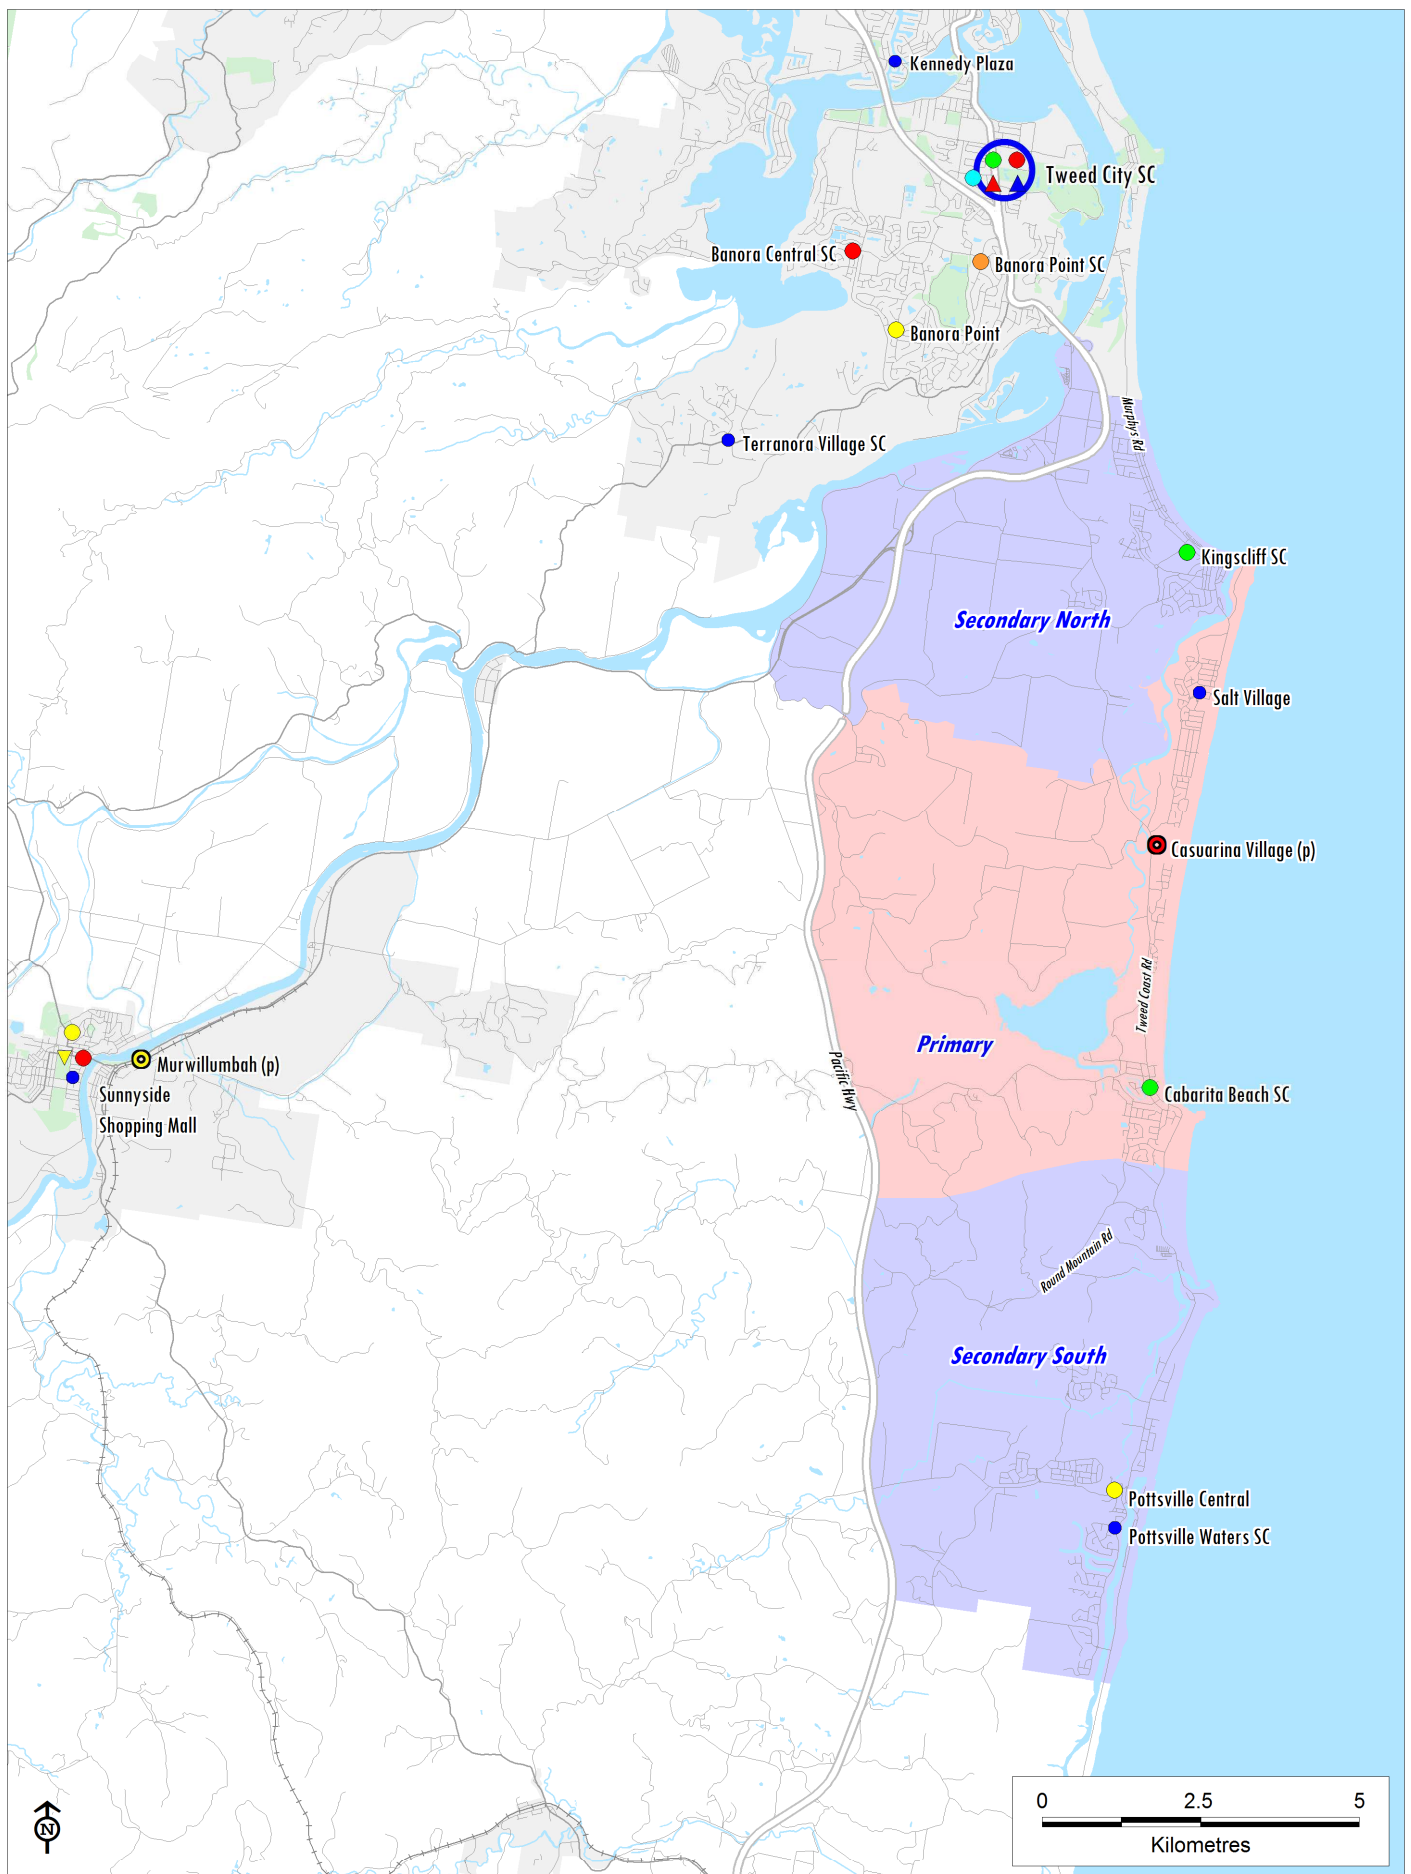 Kennedy Plaza
Tweed City SC
Banora Central SC
Banora Point SC
Banora Point
Murphys Rd
Terranora Village SC
Kingscliff SC
Secondary North
Salt Village
Casuarina Village (p)
Tweed Coast Rd
Primary
Pacific Hwy
Murwillumbah (p)
Sunnyside
Shopping Mall
Cabarita Beach SC
Round Mountain Rd
Secondary South
Pottsville Central
Pottsville Waters SC
0 2.5 5
Kilometres
N